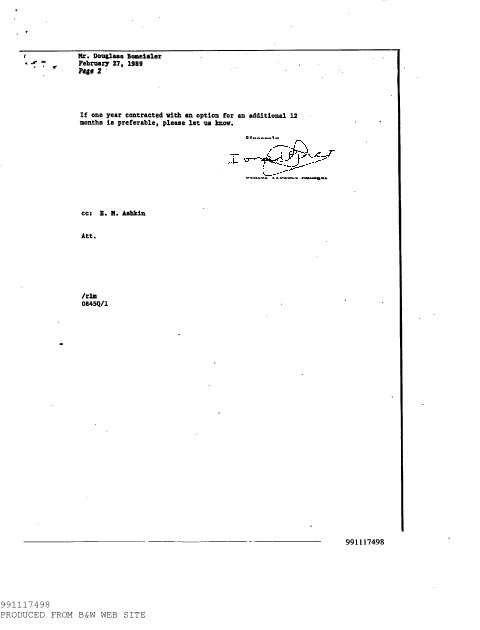 Mr. Douglass Bomeisler
February 27, 1989
Page 2
If one year contracted with an option for an additional 12
months is preferable, please let us know.
Sincerely
cc: E. M. Ashkin
Att.
/rlm
0845Q/1
991117498
991117498
PRODUCED FROM B&W WEB SITE